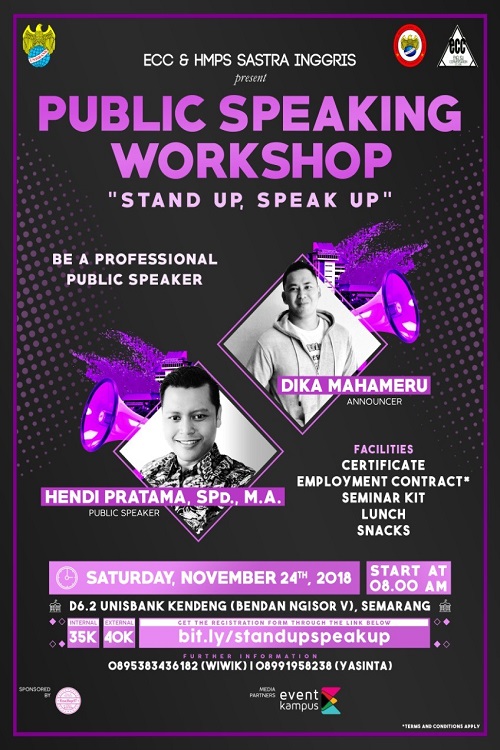 ECC & HMPS SASTRA INGGRIS
present
PUBLIC SPEAKING
WORKSHOP
"STAND UP, SPEAK UP"
BE A PROFESSIONAL
PUBLIC SPEAKER
DIKA MAHAMERU
ANNOUNCER
HENDI PRATAMA, SPD., M.A.
PUBLIC SPEAKER
FACILITIES
CERTIFICATE
EMPLOYMENT CONTRACT*
SEMINAR KIT
LUNCH
SNACKS
SATURDAY, NOVEMBER 24TH, 2018
START AT
08.00 AM
D6.2 UNISBANK KENDENG (BENDAN NGISOR V), SEMARANG
INTERNAL
35K
EXTERNAL
40K
GET THE REGISTRATION FORM THROUGH THE LINK BELOW
bit.ly/standupspeakup
FURTHER INFORMATION
0895383436182 (WIWIK) | 08991958238 (YASINTA)
SPONSORED
BY
MEDIA
PARTNERS
event
kampus
*TERMS AND CONDITIONS APPLY
ecc